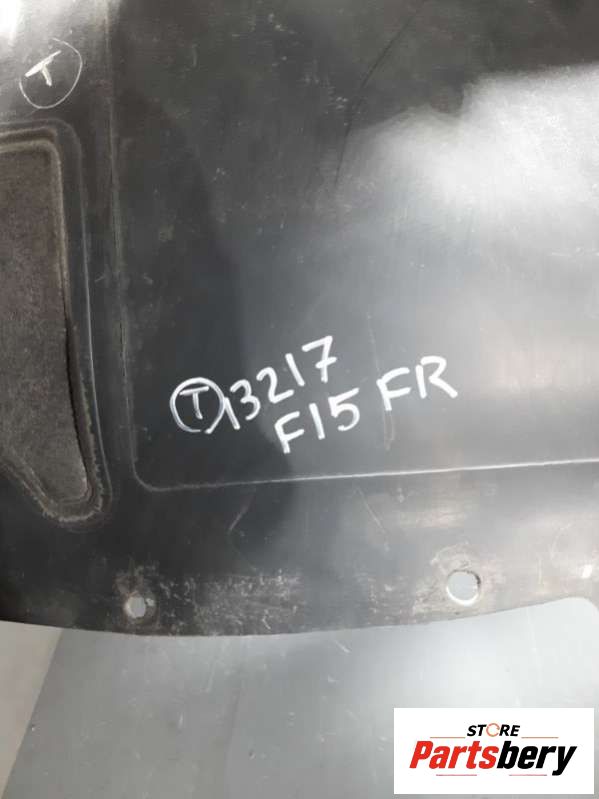 T
T 13217
F15 FR
STORE
Partsbery